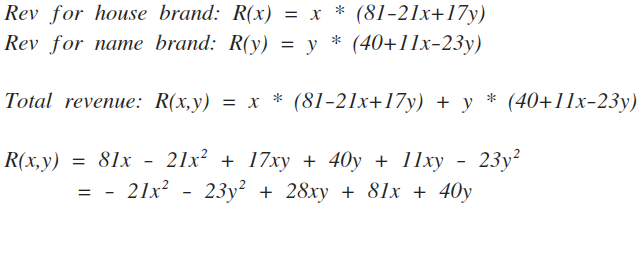 Rev for house brand: R(x) = x * (81-21x+17y)
Rev for name brand: R(y) = y * (40+11x-23y)
Total revenue: R(x,y) = x * (81-21x+17y) + y * (40+11x-23y)
R(x,y) = 81x - 21x² + 17xy + 40y + 11xy - 23y²
= - 21x² - 23y² + 28xy + 81x + 40y